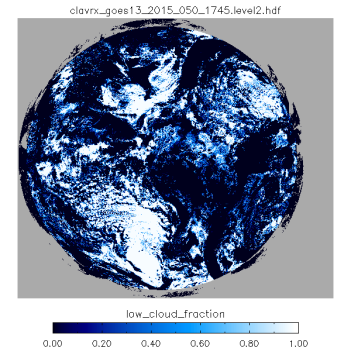 clavrx_goes13_2015_050_1745.level2.hdf
low_cloud_fraction
0.00 0.20 0.40 0.60 0.80 1.00